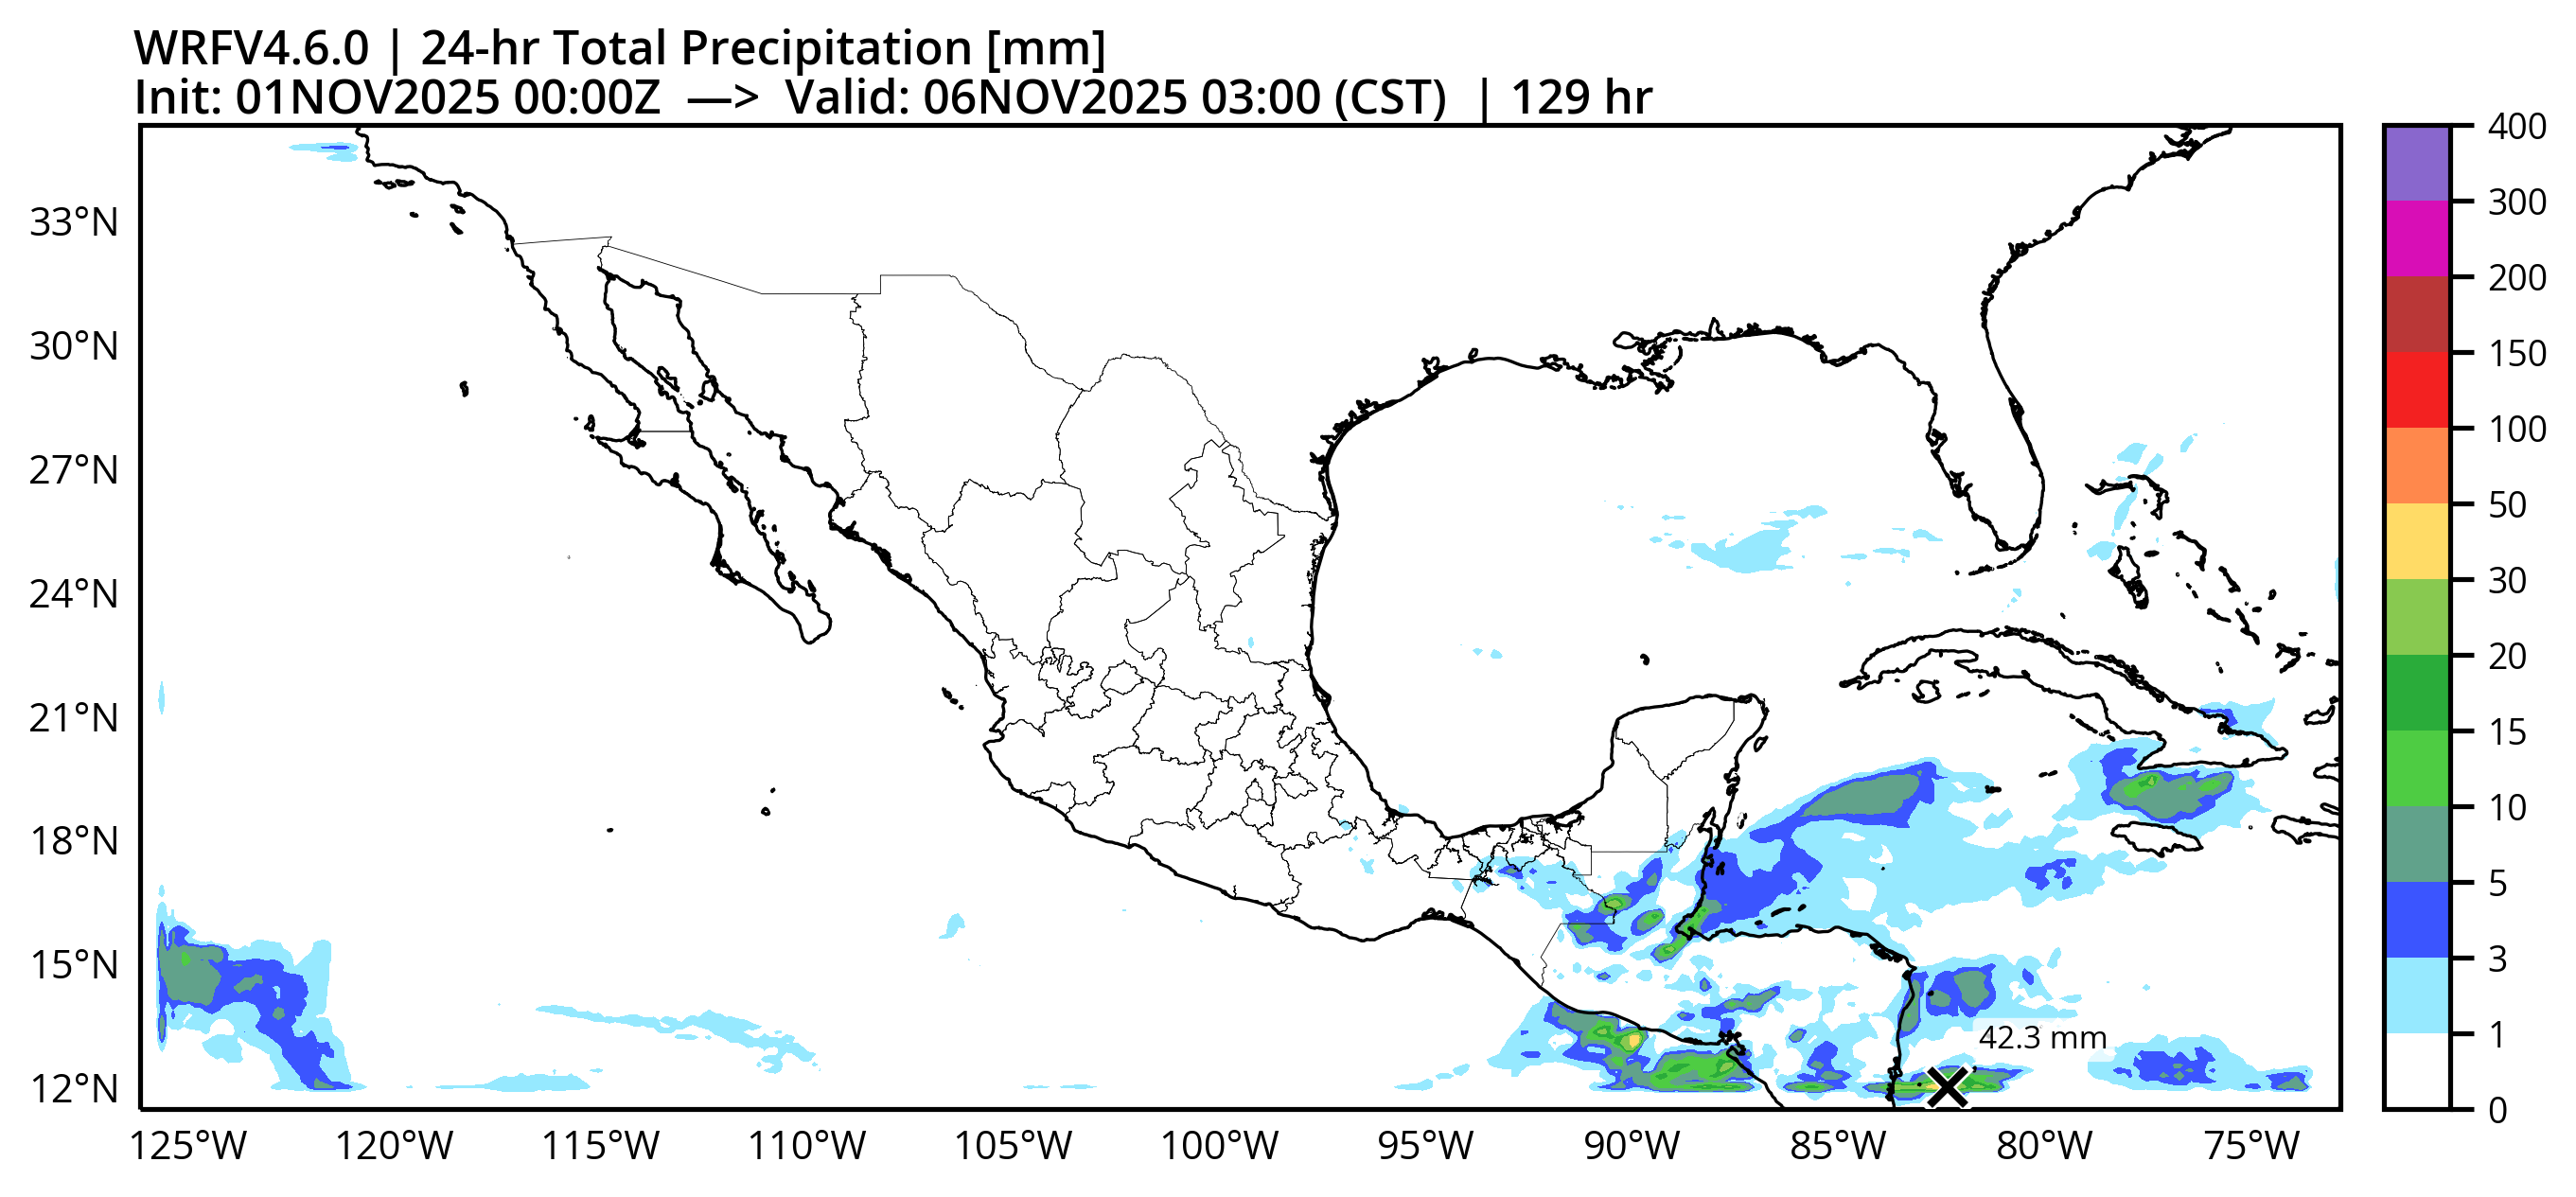 WRFV4.6.0 | 24-hr Total Precipitation [mm]
Init: 01NOV2025 00:00Z —> Valid: 06NOV2025 03:00 (CST) | 129 hr
33°N
30°N
27°N
24°N
21°N
18°N
15°N
12°N
125°W 120°W 115°W 110°W 105°W 100°W 95°W 90°W 85°W 80°W 75°W
42.3 mm
400
300
200
150
100
50
30
20
15
10
5
3
1
0